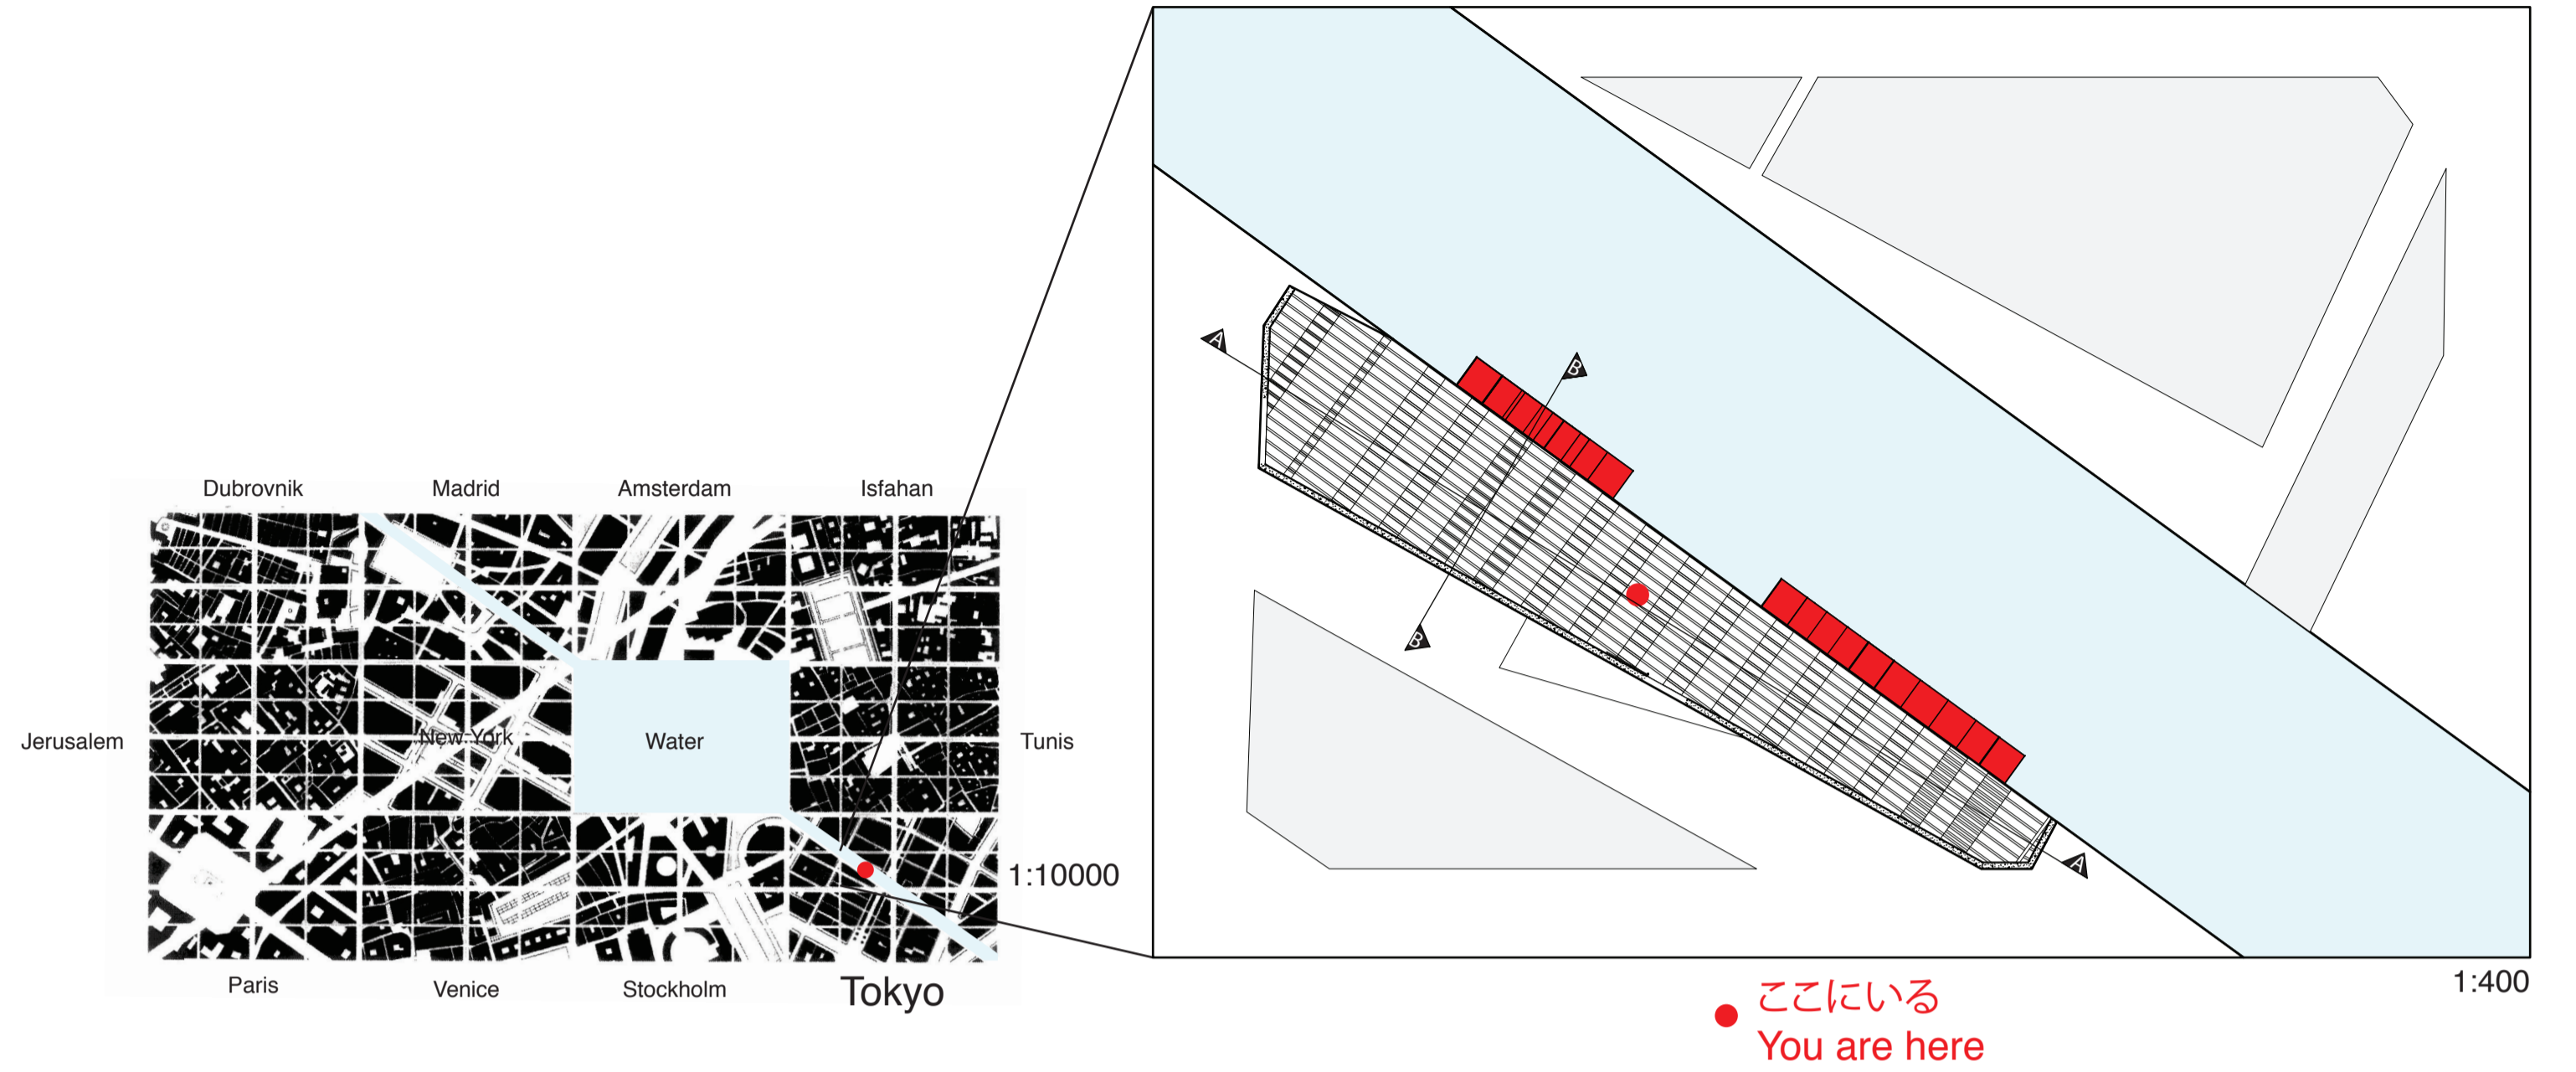 Dubrovnik
Madrid
Amsterdam
Isfahan
Jerusalem
New York
Water
Tunis
1:10000
Paris
Venice
Stockholm
Tokyo
A
B
B
A
1:400
ここにいる
You are here